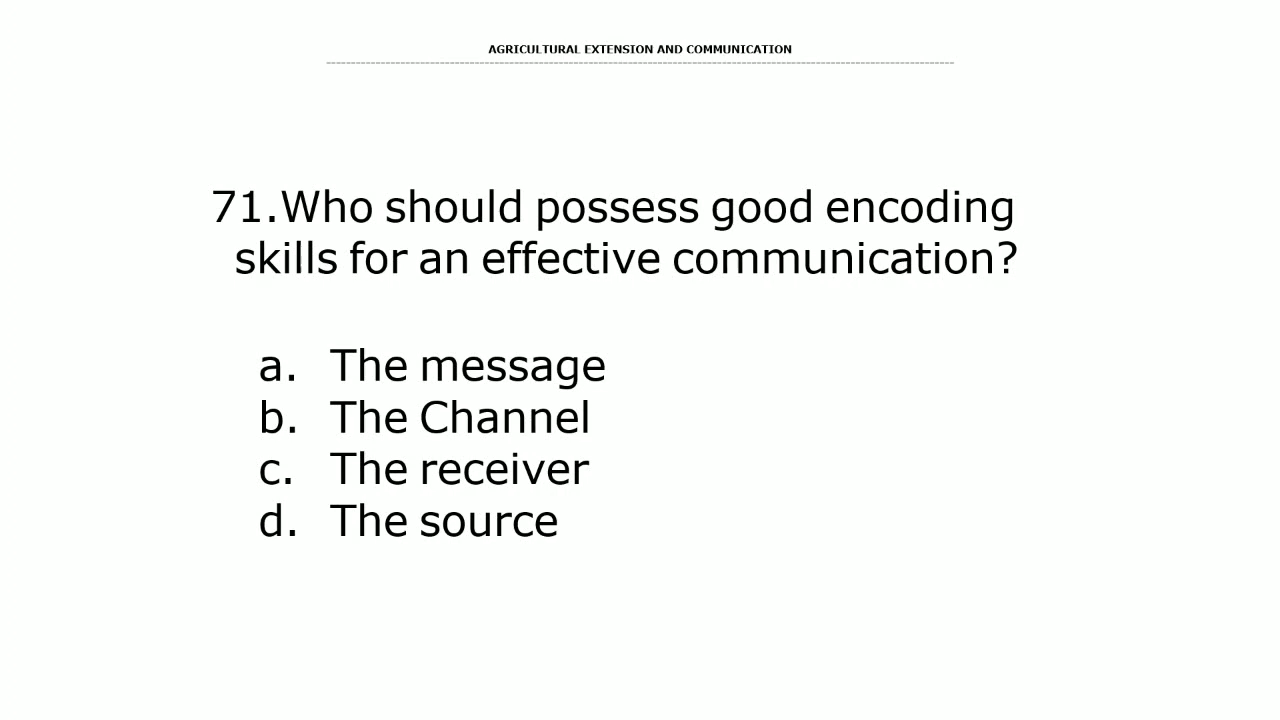 AGRICULTURAL EXTENSION AND COMMUNICATION
71.Who should possess good encoding
skills for an effective communication?
a. The message
b. The Channel
c. The receiver
d. The source